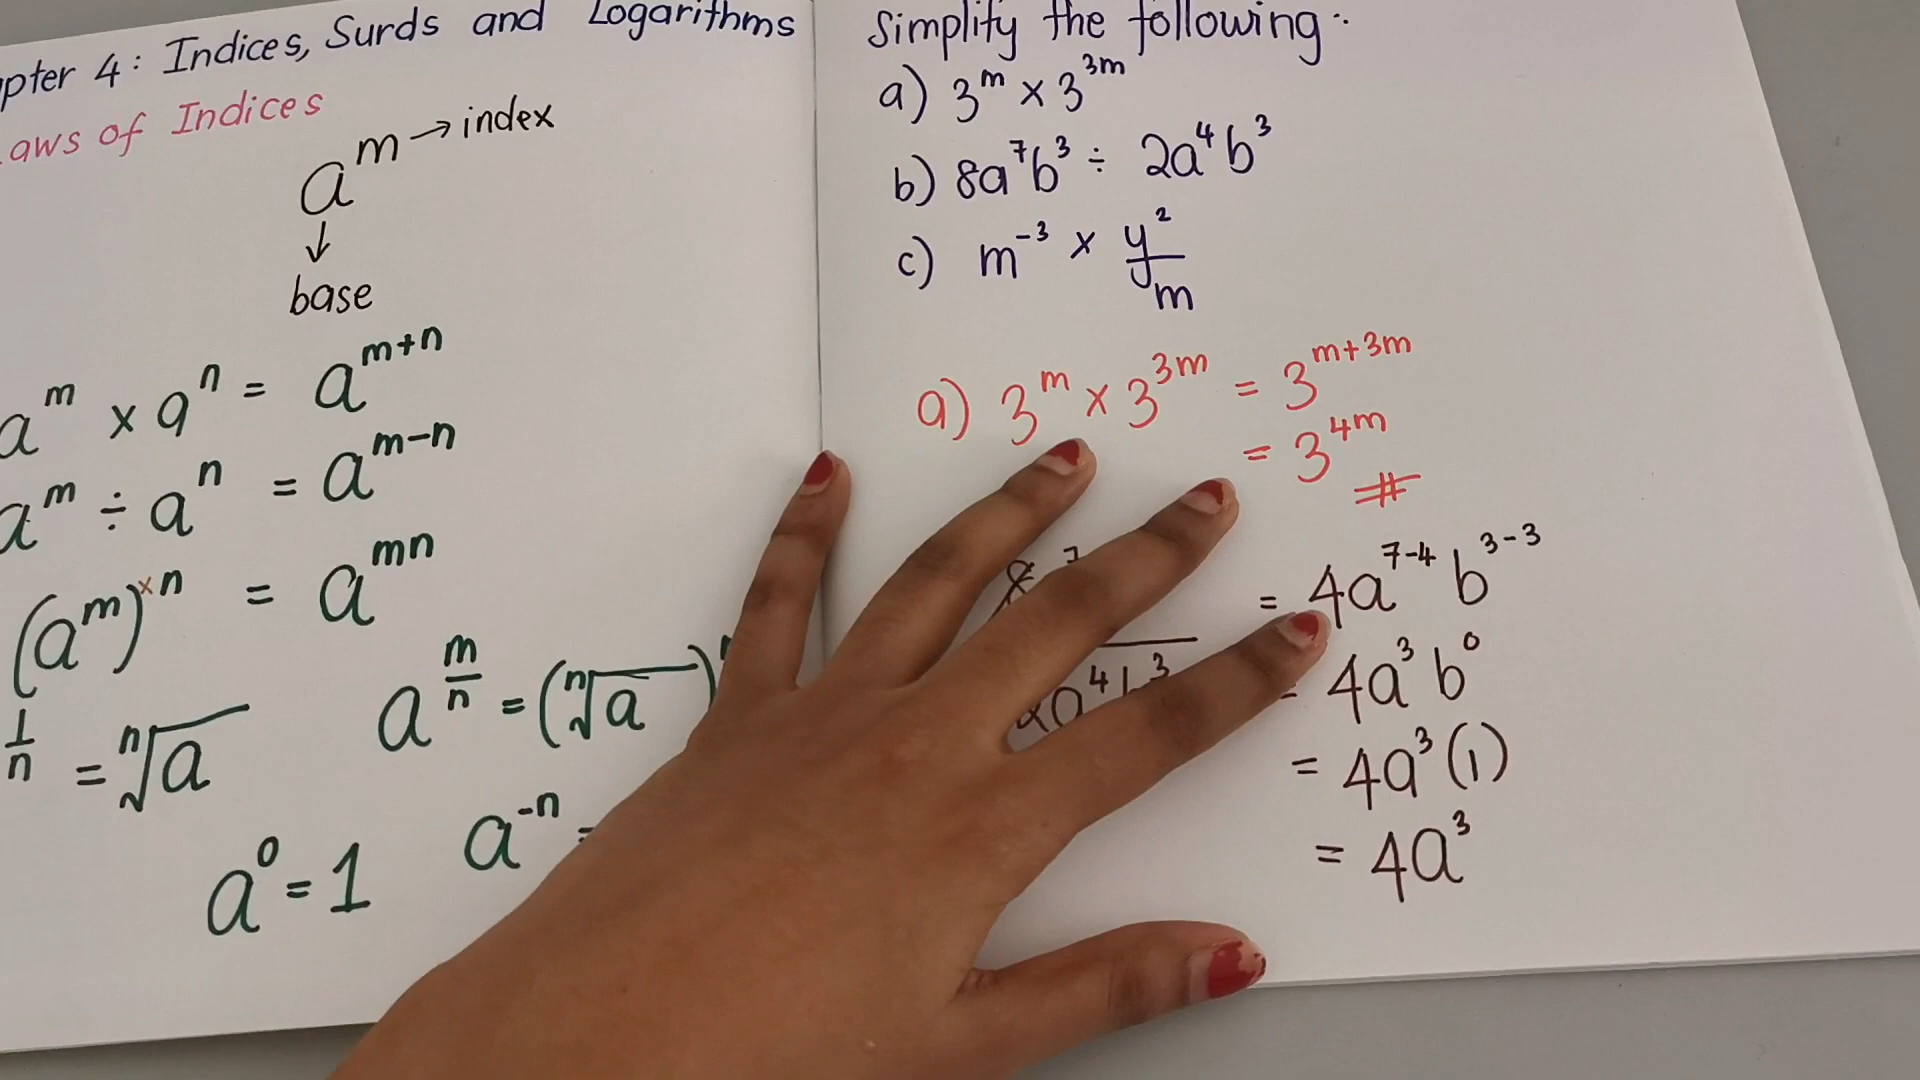 pter 4: Indices, Surds and Logarithms
Laws of Indices
a^m → index
↓
base
a^m × a^n = a^(m+n)
a^m ÷ a^n = a^(m-n)
(a^m)^(×n) = a^(mn)
1/n = ⁿ√a
a^(m/n) = (ⁿ√a)
a^0 = 1
a^(-n) =
Simplify the following:
a) 3^m × 3^(3m)
b) 8a^7b^3 ÷ 2a^4b^3
c) m^(-3) × y^2/m
a) 3^m × 3^(3m) = 3^(m+3m)
= 3^(4m)
= 4a^(7-4) b^(3-3)
= 4a^3 b^0
= 4a^3 (1)
= 4a^3